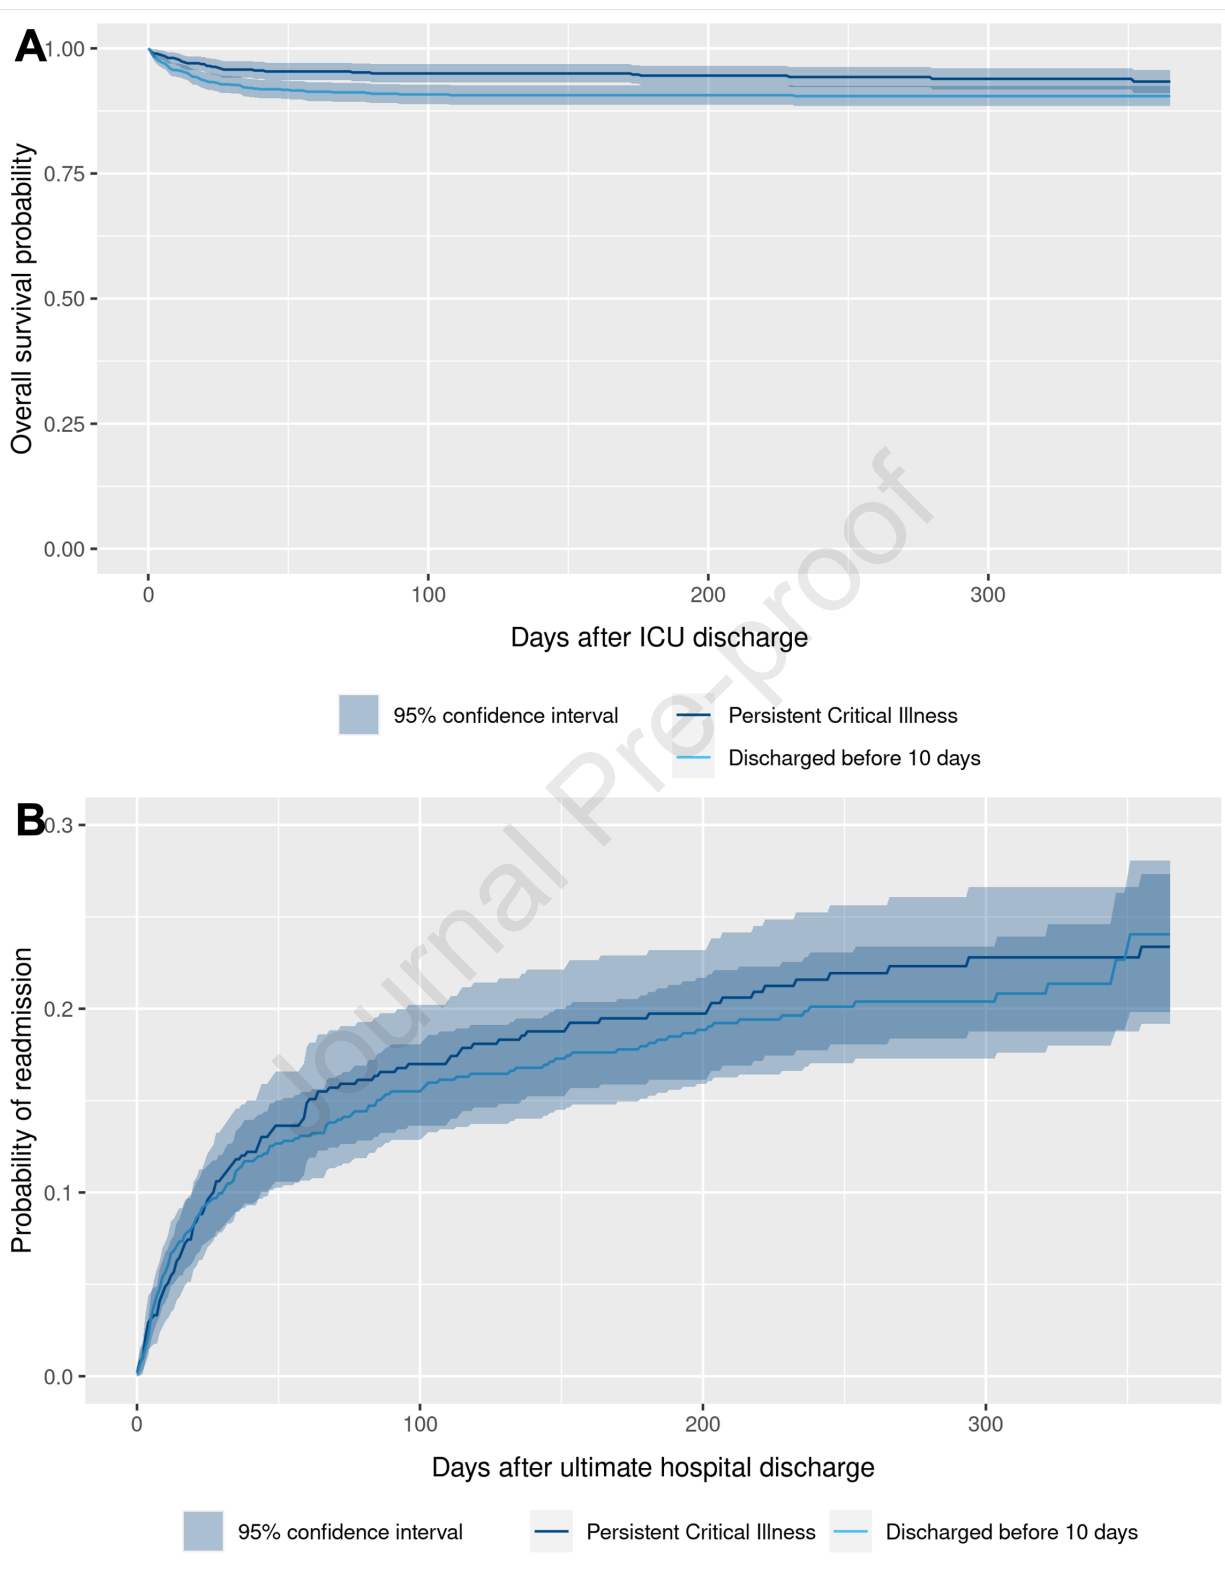 A
1.00
0.75
0.50
0.25
0.00
Overall survival probability
0 100 200 300
Days after ICU discharge
95% confidence interval
Persistent Critical Illness
Discharged before 10 days
B
0.3
0.2
0.1
0.0
Probability of readmission
0 100 200 300
Days after ultimate hospital discharge
95% confidence interval
Persistent Critical Illness
Discharged before 10 days
Journal Pre-proof